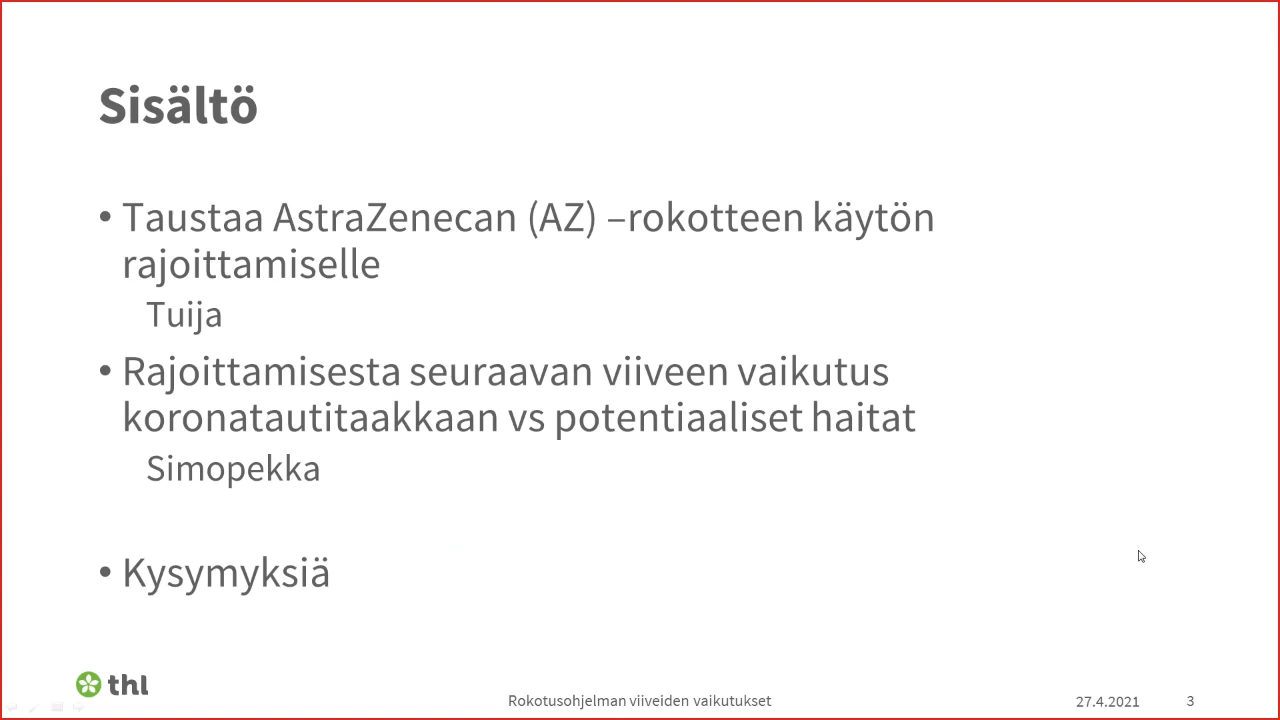 Sisältö
• Taustaa AstraZenecan (AZ) –rokotteen käytön
rajoittamiselle
Tuija
• Rajoittamisesta seuraavan viiveen vaikutus
koronatautitaakkaan vs potentiaaliset haitat
Simopekka
• Kysymyksiä
thl
Rokotusohjelman viiveiden vaikutukset
27.4.2021
3